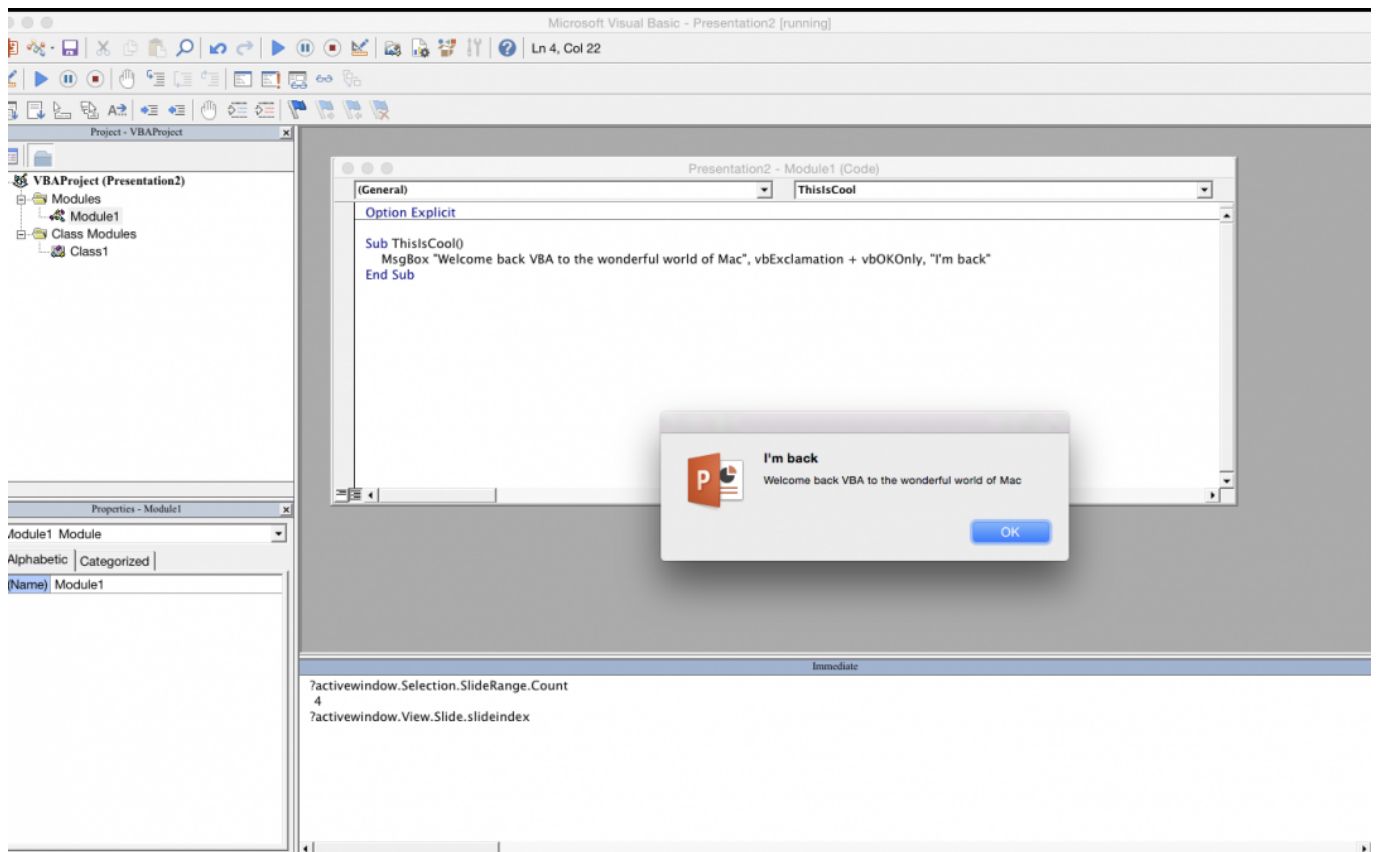 Microsoft Visual Basic - Presentation2 [running]
Ln 4, Col 22
Project - VBAProject
VBAProject (Presentation2)
Modules
Module1
Class Modules
Class1
Presentation2 - Module1 (Code)
(General)
ThisIsCool
Option Explicit
Sub ThisIsCool()
MsgBox "Welcome back VBA to the wonderful world of Mac", vbExclamation + vbOKOnly, "I'm back"
End Sub
P
I'm back
Welcome back VBA to the wonderful world of Mac
OK
Properties - Module1
Module1 Module
Alphabetic
Categorized
(Name)
Module1
Immediate
?activewindow.Selection.SlideRange.Count
4
?activewindow.View.Slide.slideindex